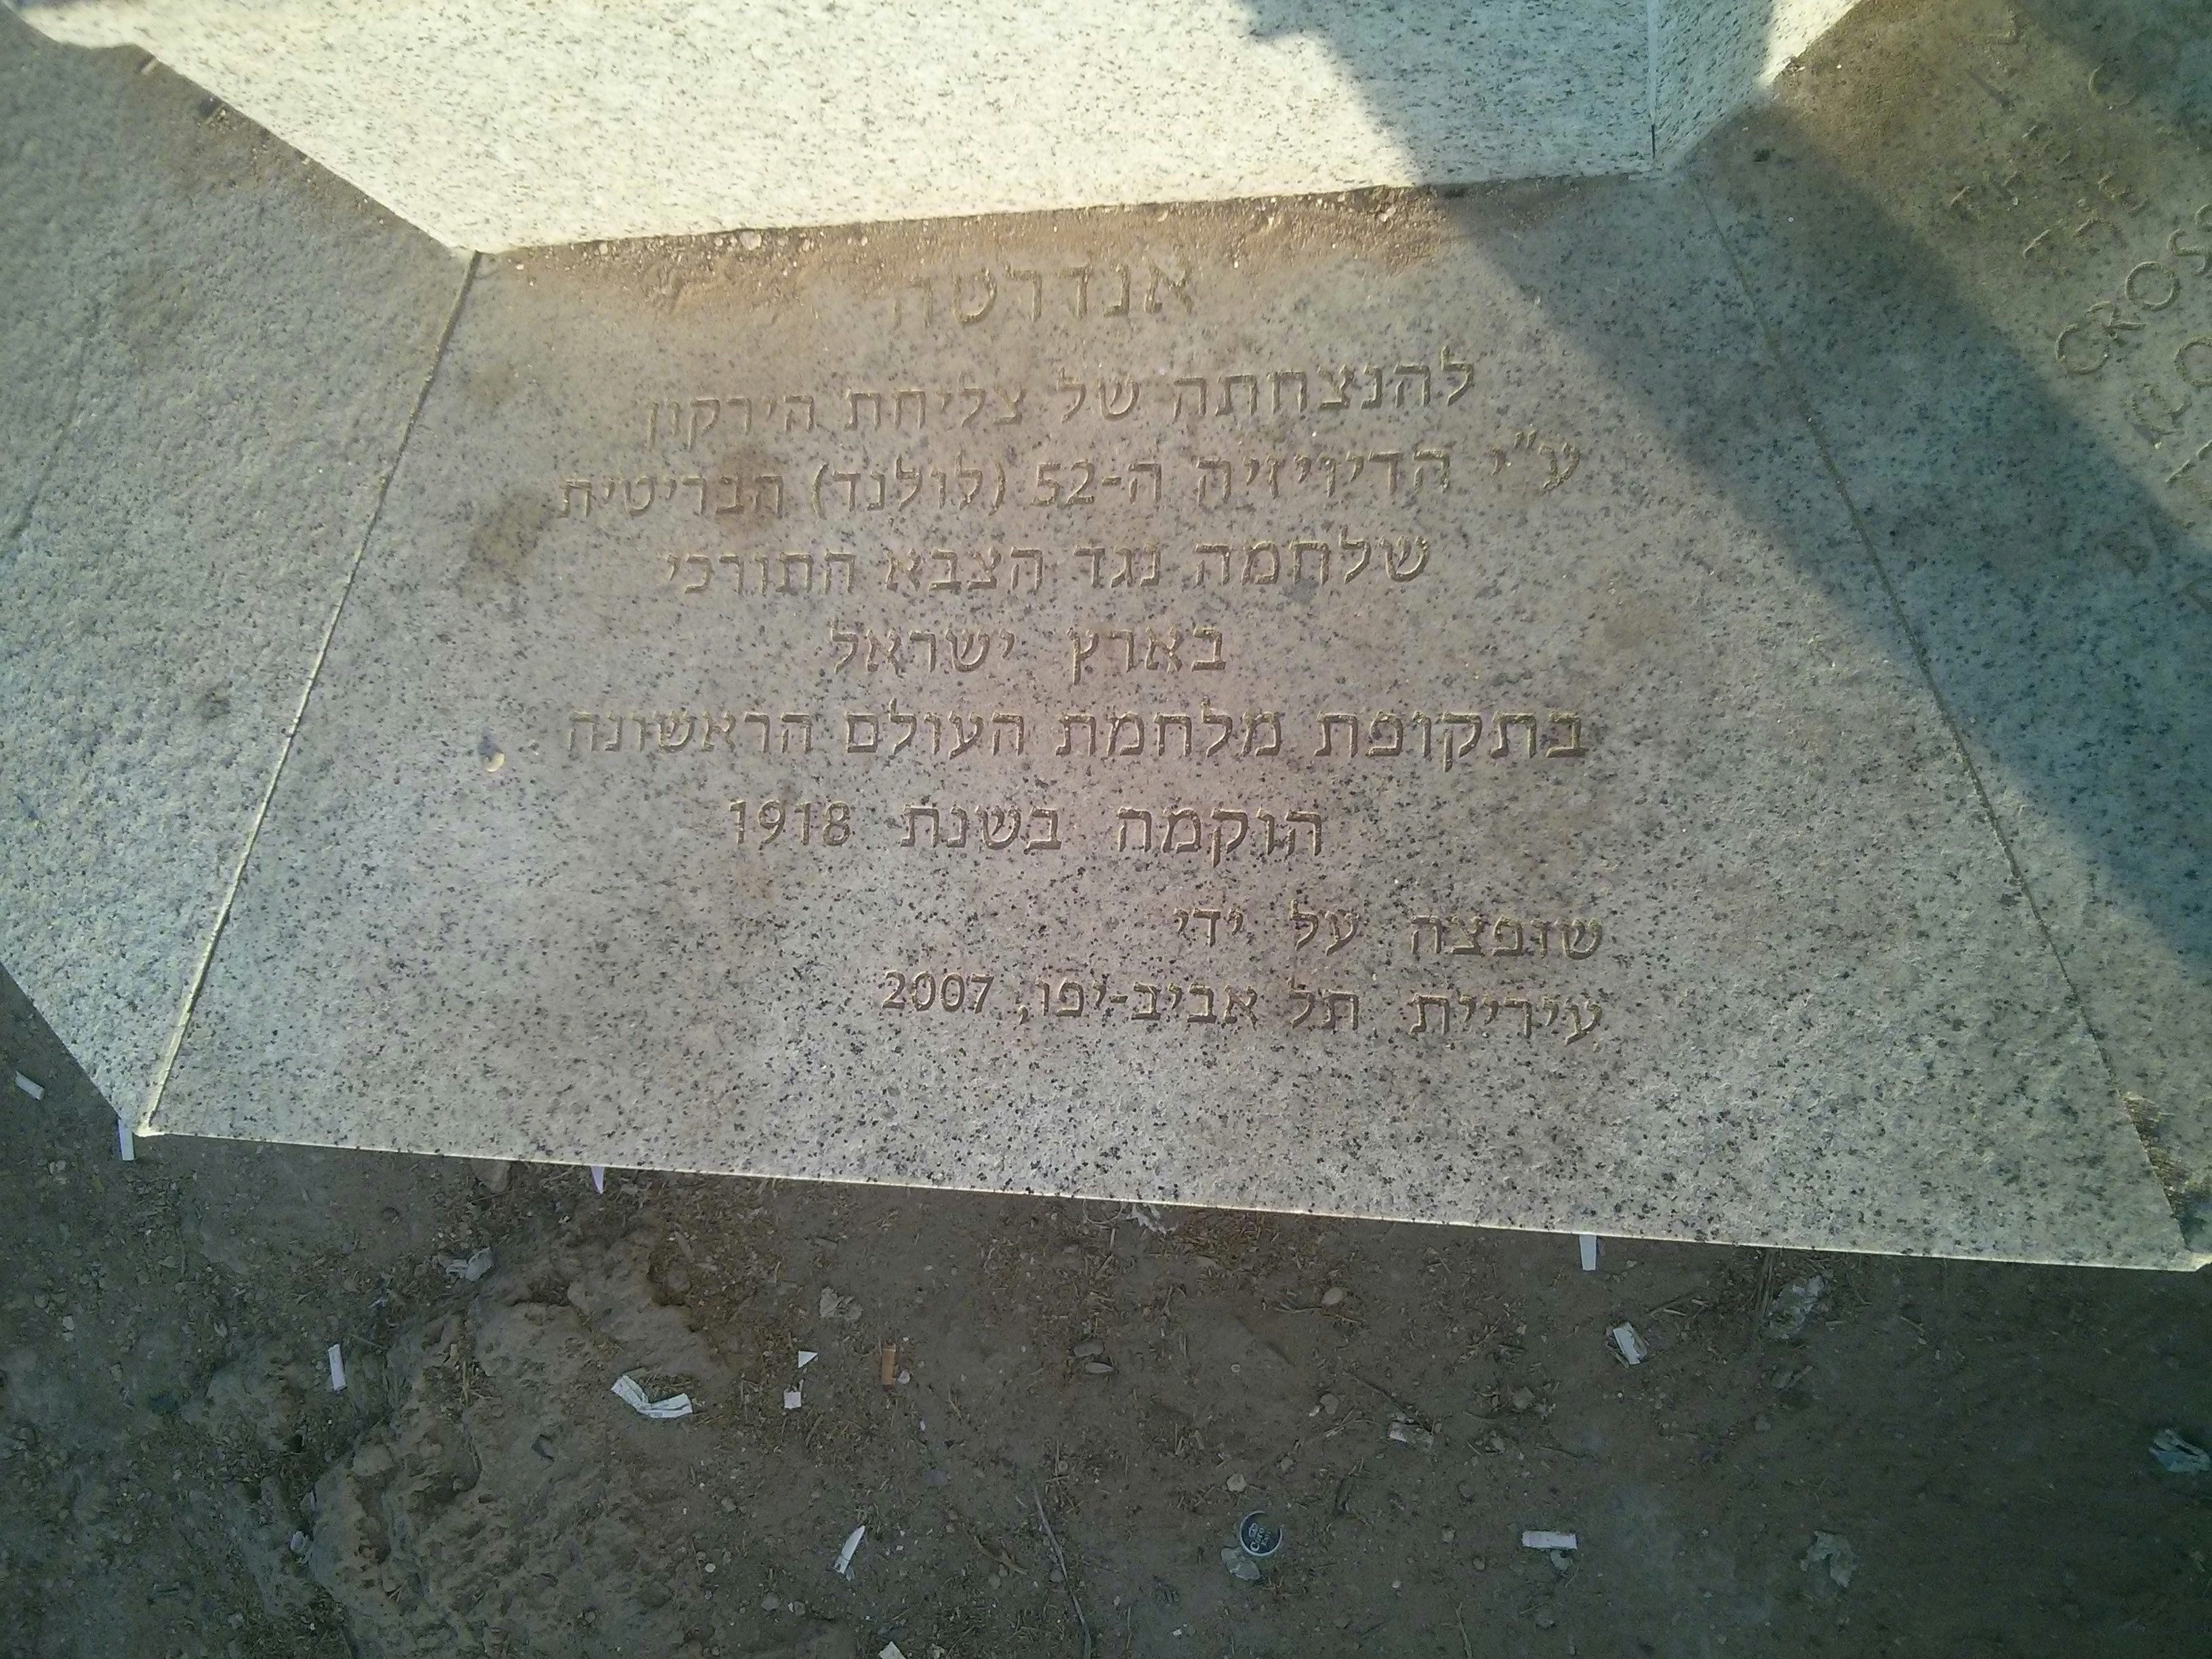 אנדרטה
להנצחתה של צליחת הירקון
ע"י הדיויזיה ה-52 (לולנד) הבריטית
שלחמה נגד הצבא התורכי
בארץ ישראל
בתקופת מלחמת העולם הראשונה
הוקמה בשנת 1918
שופצה על ידי
עיריית תל אביב-יפו, 2007